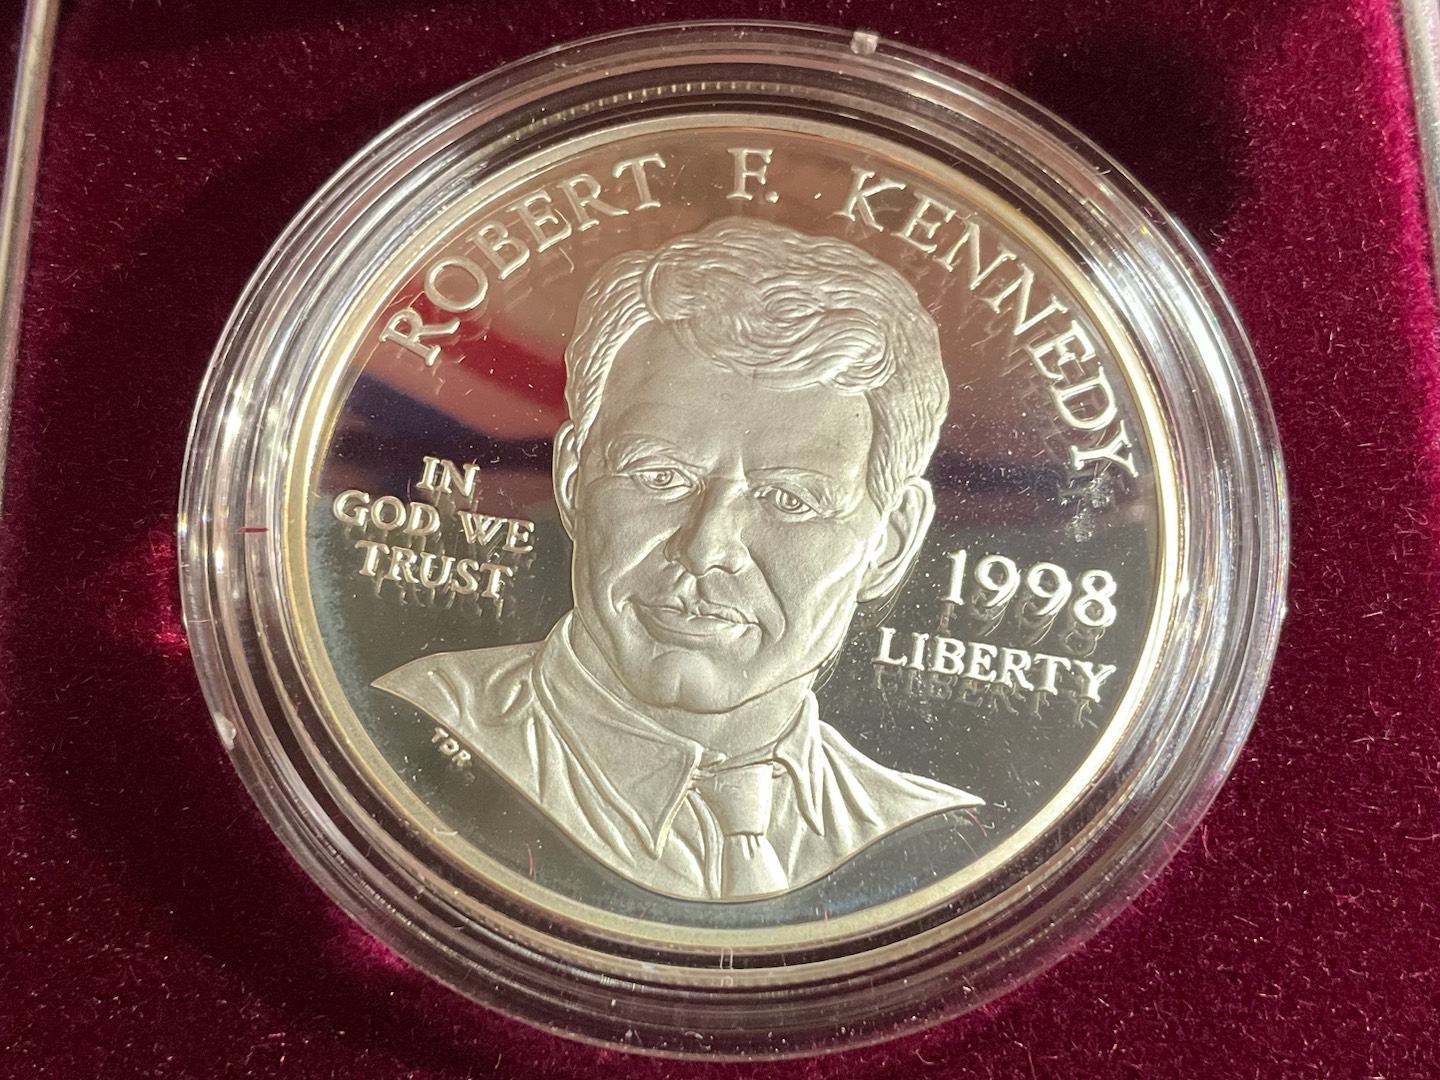 ROBERT F. KENNEDY
IN
GOD WE
TRUST
1998
LIBERTY
TDR